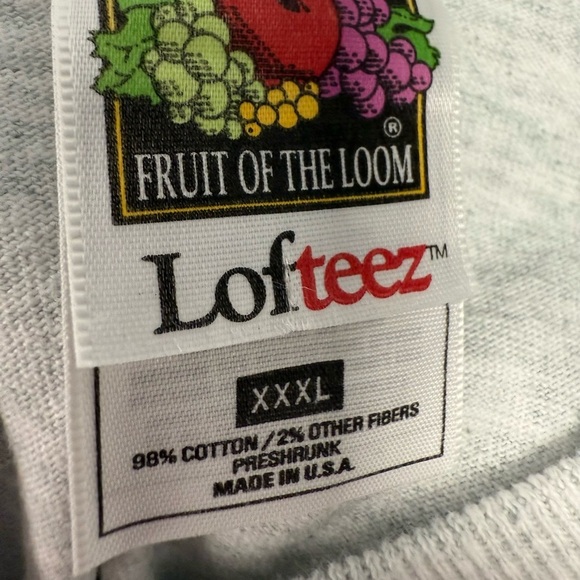 ®
FRUIT OF THE LOOM
Lofteez™
XXXL
98% COTTON / 2% OTHER FIBERS
PRESHRUNK
MADE IN U.S.A.